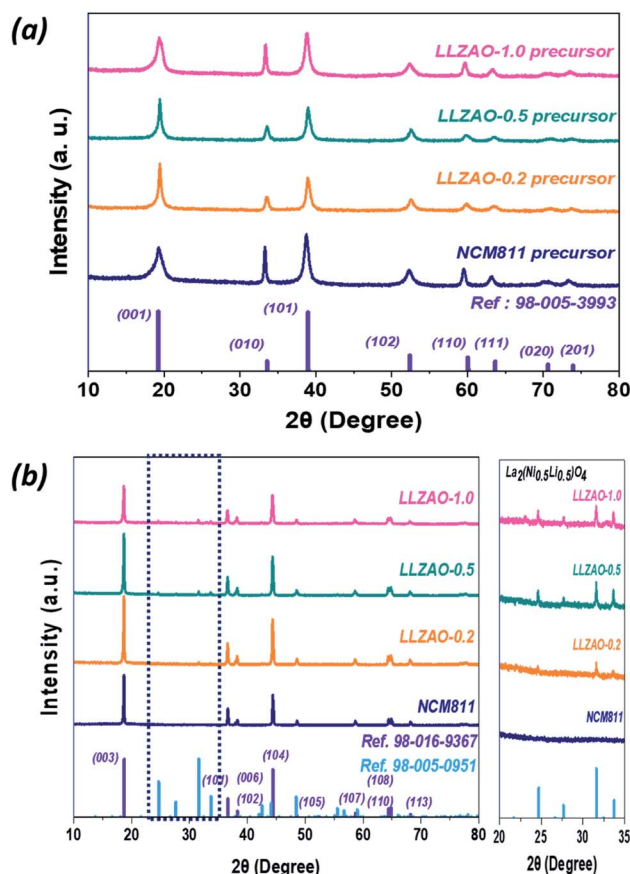 (a)
Intensity (a. u.)
LLZAO-1.0 precursor
LLZAO-0.5 precursor
LLZAO-0.2 precursor
NCM811 precursor
Ref : 98-005-3993
(001)
(010)
(101)
(102)
(110)
(111)
(020)
(201)
10 20 30 40 50 60 70 80
2θ (Degree)
(b)
Intensity (a.u.)
LLZAO-1.0
LLZAO-0.5
LLZAO-0.2
NCM811
Ref. 98-016-9367
Ref. 98-005-0951
(003)
(101)
(006)
(102)
(104)
(105)
(107)
(108)
(110)
(113)
10 20 30 40 50 60 70 80
2θ (Degree)
La2(Ni0.5Li0.5)O4
LLZAO-1.0
LLZAO-0.5
LLZAO-0.2
NCM811
20 25 30 35
2θ (Degree)